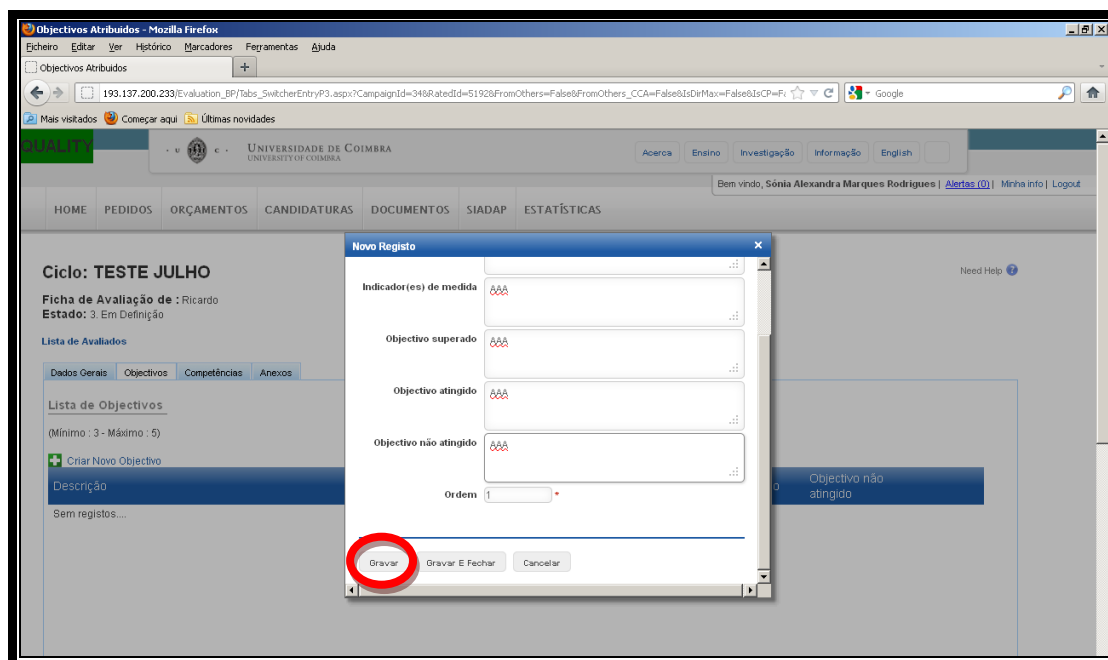 Objectivos Atribuidos - Mozilla Firefox
Ficheiro Editar Ver Histórico Marcadores Ferramentas Ajuda
Objectivos Atribuidos
193.137.200.233/Evaluation_BP/Tabs_SwitcherEntryP3.aspx?CampaignId=34&RatedId=5192&FromOthers=False&FromOthers_CCA=False&IsDirMax=False&IsCP=F
Google
Mais visitados Começar aqui Últimas novidades
QUALITY
· U C · UNIVERSIDADE DE COIMBRA
UNIVERSITY OF COIMBRA
Acerca Ensino Investigação Informação English
Bem vindo, Sónia Alexandra Marques Rodrigues | Alertas (0) | Minha info | Logout
HOME PEDIDOS ORÇAMENTOS CANDIDATURAS DOCUMENTOS SIADAP ESTATÍSTICAS
Novo Registo
Ciclo: TESTE JULHO
Need Help
Ficha de Avaliação de : Ricardo
Estado: 3. Em Definição
Lista de Avaliados
Dados Gerais Objectivos Competências Anexos
Lista de Objectivos
(Mínimo : 3 - Máximo : 5)
Criar Novo Objectivo
Descrição
Objectivo não
atingido
Sem registos....
Indicador(es) de medida AAA
Objectivo superado AAA
Objectivo atingido AAA
Objectivo não atingido AAA
Ordem 1 *
Gravar Gravar E Fechar Cancelar